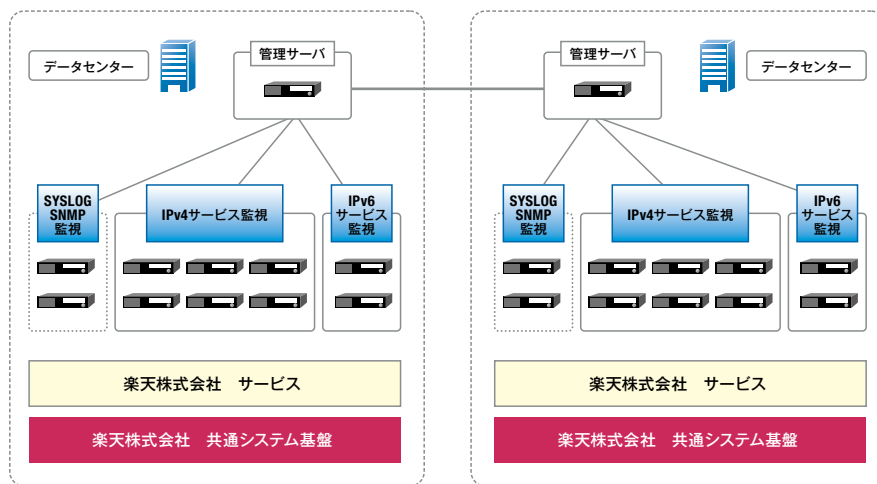 データセンター
管理サーバ
SYSLOG
SNMP
監視
IPv4サービス監視
IPv6
サービス
監視
楽天株式会社　サービス
楽天株式会社　共通システム基盤
管理サーバ
データセンター
SYSLOG
SNMP
監視
IPv4サービス監視
IPv6
サービス
監視
楽天株式会社　サービス
楽天株式会社　共通システム基盤